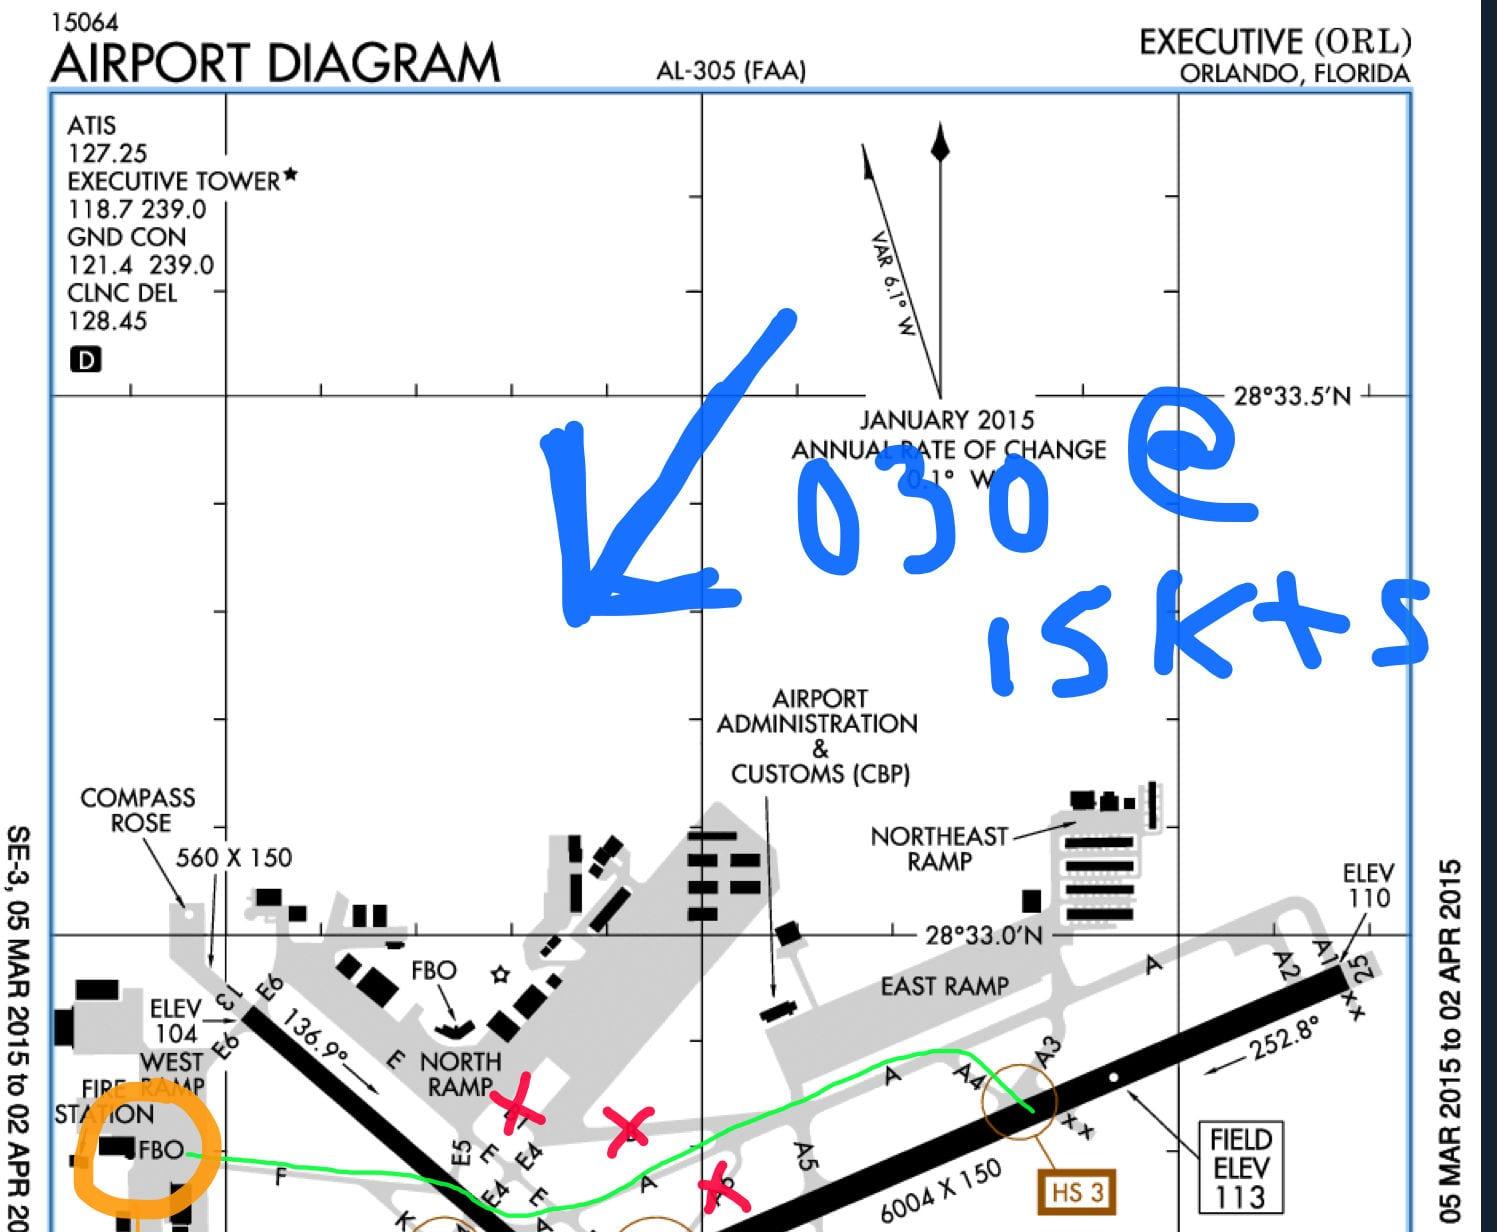 15064
AIRPORT DIAGRAM
AL-305 (FAA)
EXECUTIVE (ORL)
ORLANDO, FLORIDA
ATIS
127.25
EXECUTIVE TOWER★
118.7 239.0
GND CON
121.4 239.0
CLNC DEL
128.45
D
VAR 6.1° W
28°33.5'N
JANUARY 2015
ANNUAL RATE OF CHANGE
0.1° W
030 @
15 Kts
AIRPORT
ADMINISTRATION
&
CUSTOMS (CBP)
COMPASS
ROSE
560 X 150
NORTHEAST
RAMP
ELEV
110
28°33.0'N
FBO
EAST RAMP
A
A2
A1
25
13
E6
ELEV
104
E6
136.9°
E
NORTH
RAMP
WEST
RAMP
FIRE
STATION
FBO
F
E5
E
E4
E4
E
A
K
A
A
A4
A3
A5
252.8°
6004 X 150
HS 3
FIELD
ELEV
113
SE-3, 05 MAR 2015 to 02 APR 20
05 MAR 2015 to 02 APR 2015